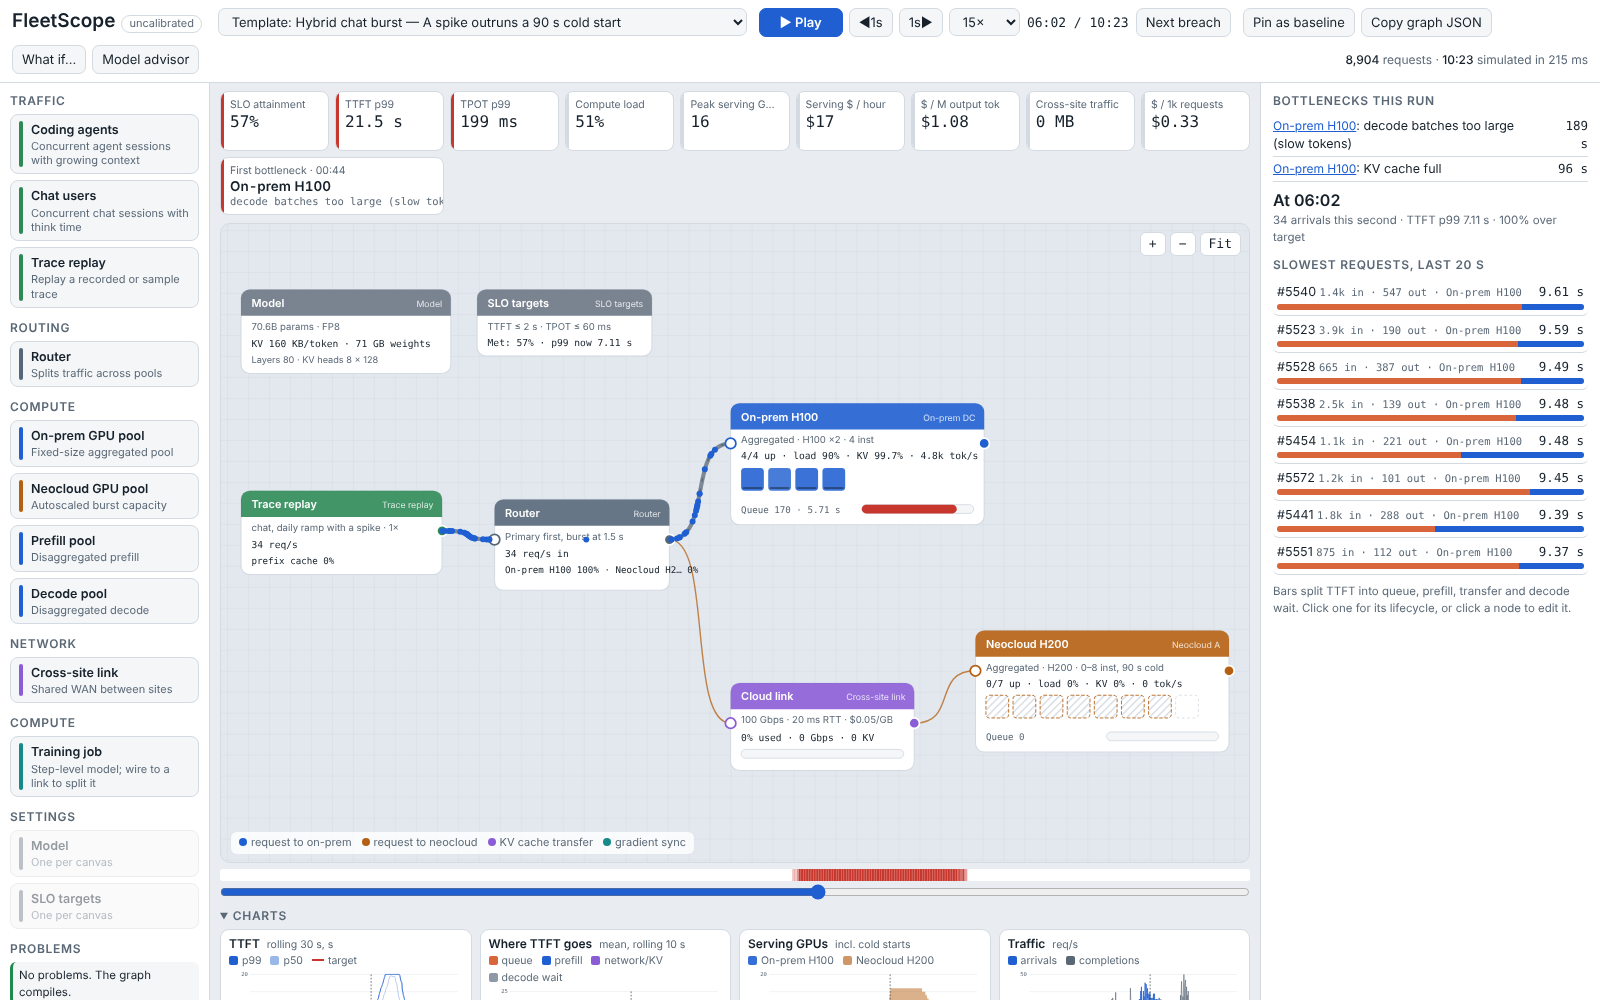 FleetScope uncalibrated Template: Hybrid chat burst — A spike outruns a 90 s cold start ▶ Play ◀1s 1s▶ 15× 06:02 / 10:23 Next breach Pin as baseline Copy graph JSON
What if... Model advisor 8,904 requests · 10:23 simulated in 215 ms
TRAFFIC
Coding agents
Concurrent agent sessions
with growing context
Chat users
Concurrent chat sessions with
think time
Trace replay
Replay a recorded or sample
trace
ROUTING
Router
Splits traffic across pools
COMPUTE
On-prem GPU pool
Fixed-size aggregated pool
Neocloud GPU pool
Autoscaled burst capacity
Prefill pool
Disaggregated prefill
Decode pool
Disaggregated decode
NETWORK
Cross-site link
Shared WAN between sites
COMPUTE
Training job
Step-level model; wire to a
link to split it
SETTINGS
Model
One per canvas
SLO targets
One per canvas
PROBLEMS
No problems. The graph
compiles.
SLO attainment
57%
TTFT p99
21.5 s
TPOT p99
199 ms
Compute load
51%
Peak serving G...
16
Serving $ / hour
$17
$ / M output tok
$1.08
Cross-site traffic
0 MB
$ / 1k requests
$0.33
First bottleneck · 00:44
On-prem H100
decode batches too large (slow tok
+ − Fit
Model Model
70.6B params · FP8
KV 160 KB/token · 71 GB weights
Layers 80 · KV heads 8 × 128
SLO targets SLO targets
TTFT ≤ 2 s · TPOT ≤ 60 ms
Met: 57% · p99 now 7.11 s
On-prem H100 On-prem DC
Aggregated · H100 ×2 · 4 inst
4/4 up · load 90% · KV 99.7% · 4.8k tok/s
Queue 170 · 5.71 s
Trace replay Trace replay
chat, daily ramp with a spike · 1×
34 req/s
prefix cache 0%
Router Router
Primary first, burst at 1.5 s
34 req/s in
On-prem H100 100% · Neocloud H2… 0%
Neocloud H200 Neocloud A
Aggregated · H200 · 0–8 inst, 90 s cold
0/7 up · load 0% · KV 0% · 0 tok/s
Queue 0
Cloud link Cross-site link
100 Gbps · 20 ms RTT · $0.05/GB
0% used · 0 Gbps · 0 KV
request to on-prem request to neocloud KV cache transfer gradient sync
▼ CHARTS
TTFT rolling 30 s, s
p99 p50 target
20
Where TTFT goes mean, rolling 10 s
queue prefill network/KV
decode wait
25
Serving GPUs incl. cold starts
On-prem H100 Neocloud H200
20
Traffic req/s
arrivals completions
50
BOTTLENECKS THIS RUN
On-prem H100: decode batches too large 189
(slow tokens) s
On-prem H100: KV cache full 96 s
At 06:02
34 arrivals this second · TTFT p99 7.11 s · 100% over
target
SLOWEST REQUESTS, LAST 20 S
#5540 1.4k in · 547 out · On-prem H100 9.61 s
#5523 3.9k in · 190 out · On-prem H100 9.59 s
#5528 665 in · 387 out · On-prem H100 9.49 s
#5538 2.5k in · 139 out · On-prem H100 9.48 s
#5454 1.1k in · 221 out · On-prem H100 9.48 s
#5572 1.2k in · 101 out · On-prem H100 9.45 s
#5441 1.8k in · 288 out · On-prem H100 9.39 s
#5551 875 in · 112 out · On-prem H100 9.37 s
Bars split TTFT into queue, prefill, transfer and decode
wait. Click one for its lifecycle, or click a node to edit it.